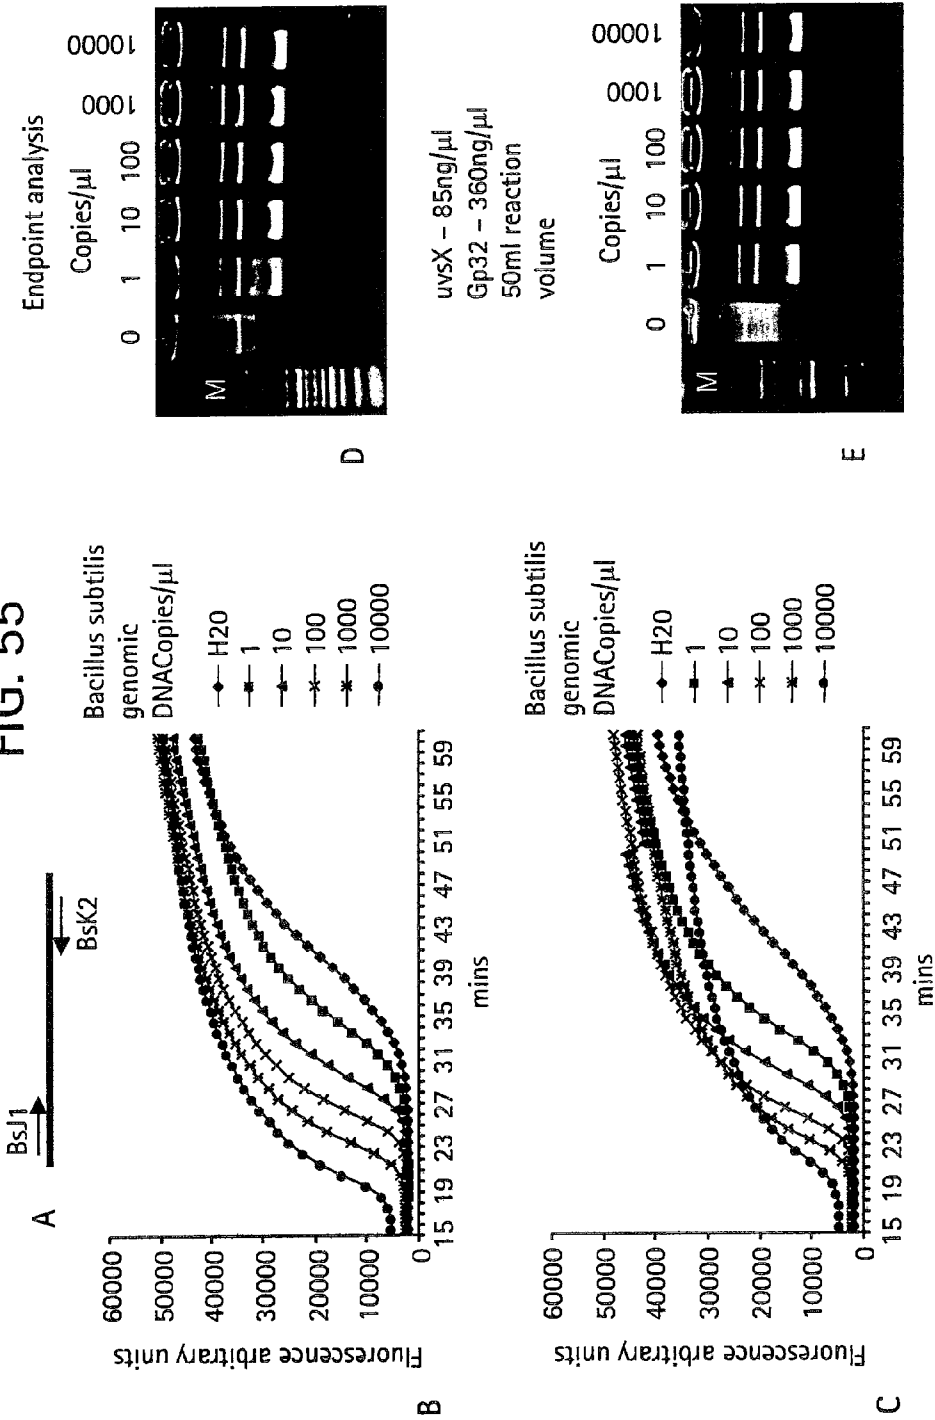 FIG. 55
A
BsJ1
BsK2
B
Fluorescence arbitrary units
60000
50000
40000
30000
20000
10000
0
15 19 23 27 31 35 39 43 47 51 55 59
mins
Bacillus subtilis
genomic
DNACopies/µl
H20
1
10
100
1000
10000
C
Fluorescence arbitrary units
60000
50000
40000
30000
20000
10000
0
15 19 23 27 31 35 39 43 47 51 55 59
mins
Bacillus subtilis
genomic
DNACopies/µl
H20
1
10
100
1000
10000
Endpoint analysis
Copies/µl
0 1 10 100 1000 10000
M
D
uvsX – 85ng/µl
Gp32 – 360ng/µl
50ml reaction
volume
Copies/µl
0 1 10 100 1000 10000
M
E